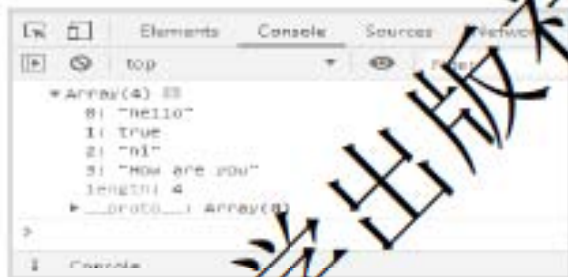 Elements Console Sources Network
top
▼Array(4)
0: "hello"
1: true
2: "hi"
3: "How are you"
length: 4
▶ __proto__: Array(0)
>
⋮ Console
出版